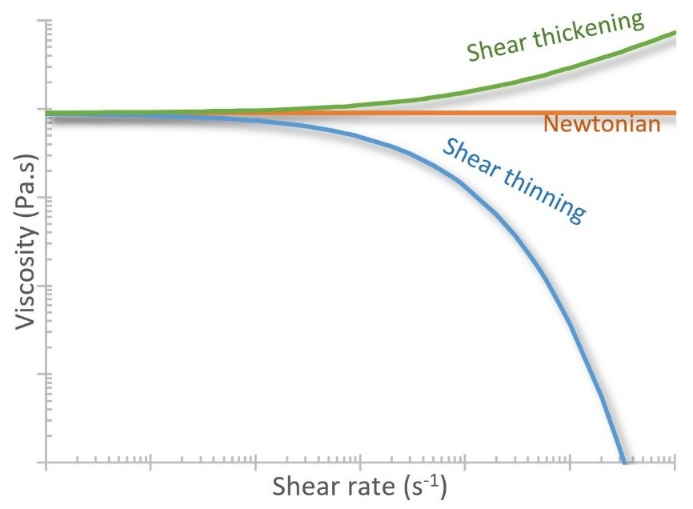 Shear thickening
Newtonian
Shear thinning
Viscosity (Pa.s)
Shear rate (s⁻¹)